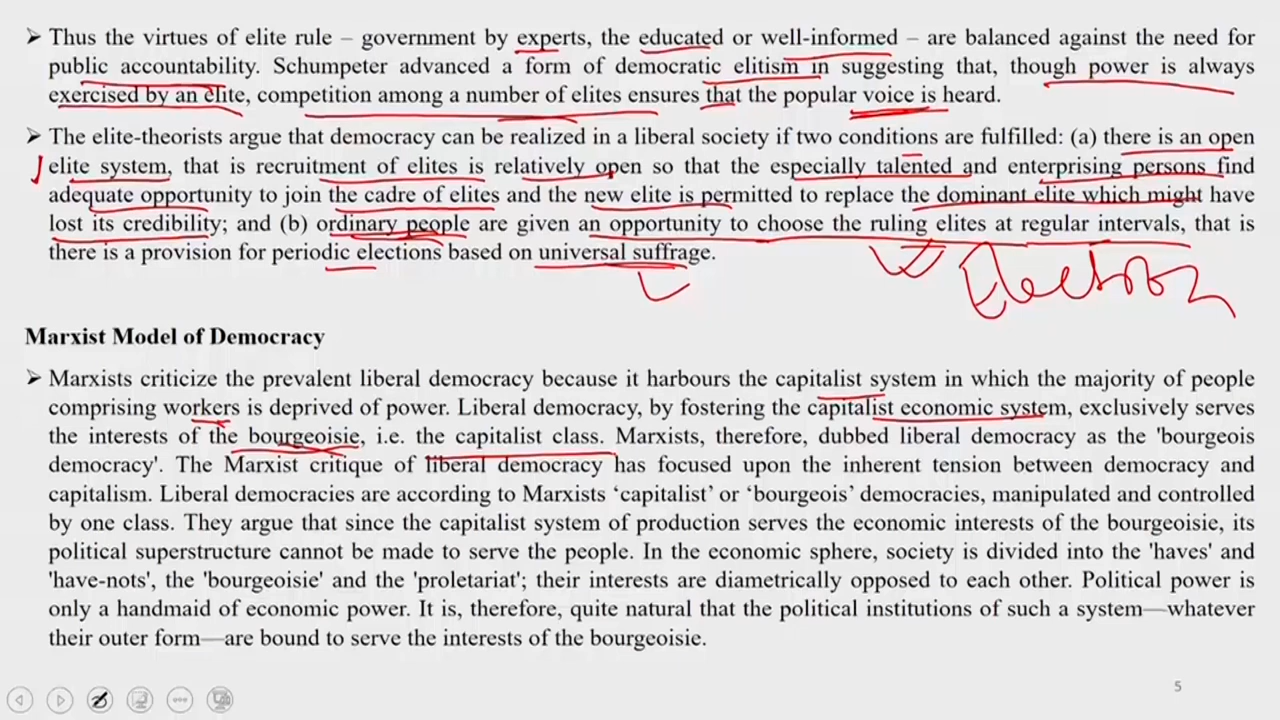 ➢ Thus the virtues of elite rule – government by experts, the educated or well-informed – are balanced against the need for
public accountability. Schumpeter advanced a form of democratic elitism in suggesting that, though power is always
exercised by an elite, competition among a number of elites ensures that the popular voice is heard.
➢ The elite-theorists argue that democracy can be realized in a liberal society if two conditions are fulfilled: (a) there is an open
elite system, that is recruitment of elites is relatively open so that the especially talented and enterprising persons find
adequate opportunity to join the cadre of elites and the new elite is permitted to replace the dominant elite which might have
lost its credibility; and (b) ordinary people are given an opportunity to choose the ruling elites at regular intervals, that is
there is a provision for periodic elections based on universal suffrage.
Election
Marxist Model of Democracy
➢ Marxists criticize the prevalent liberal democracy because it harbours the capitalist system in which the majority of people
comprising workers is deprived of power. Liberal democracy, by fostering the capitalist economic system, exclusively serves
the interests of the bourgeoisie, i.e. the capitalist class. Marxists, therefore, dubbed liberal democracy as the 'bourgeois
democracy'. The Marxist critique of liberal democracy has focused upon the inherent tension between democracy and
capitalism. Liberal democracies are according to Marxists ‘capitalist’ or ‘bourgeois’ democracies, manipulated and controlled
by one class. They argue that since the capitalist system of production serves the economic interests of the bourgeoisie, its
political superstructure cannot be made to serve the people. In the economic sphere, society is divided into the 'haves' and
'have-nots', the 'bourgeoisie' and the 'proletariat'; their interests are diametrically opposed to each other. Political power is
only a handmaid of economic power. It is, therefore, quite natural that the political institutions of such a system—whatever
their outer form—are bound to serve the interests of the bourgeoisie.
5